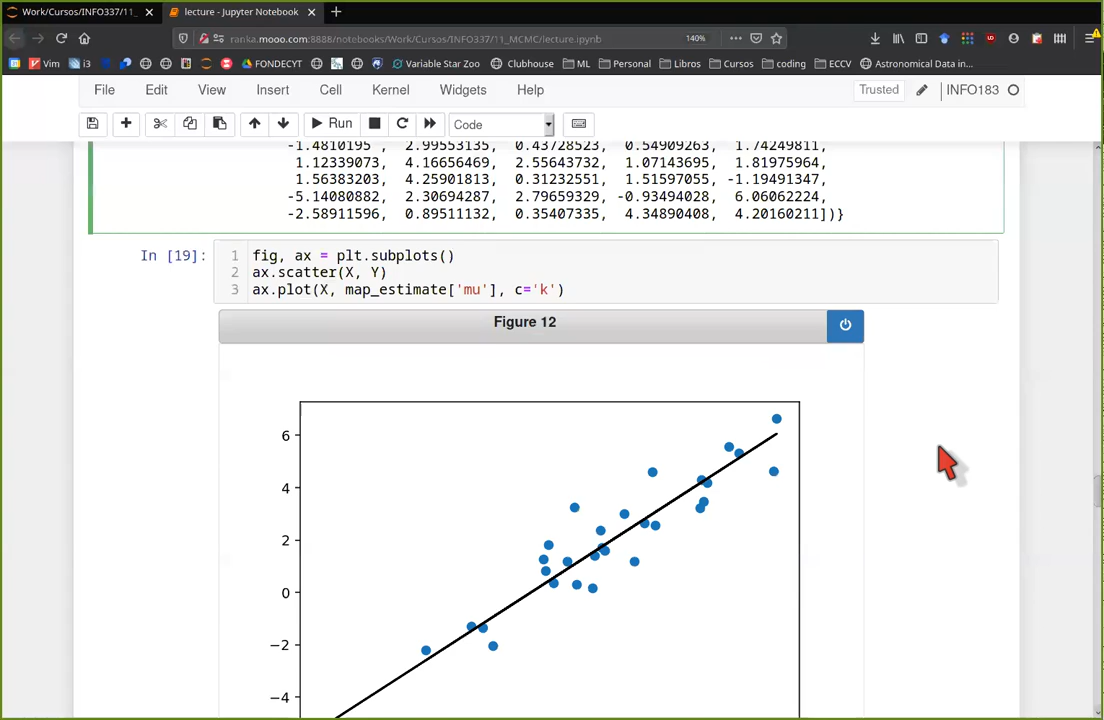 Work/Cursos/INFO337/11_
lecture - Jupyter Notebook
ranka.mooo.com:8888/notebooks/Work/Cursos/INFO337/11_MCMC/lecture.ipynb
140%
Vim
i3
FONDECYT
Variable Star Zoo
Clubhouse
ML
Personal
Libros
Cursos
coding
ECCV
Astronomical Data in...
File Edit View Insert Cell Kernel Widgets Help
Trusted
INFO183
Run
Code
-1.4810195 , 2.99553135, 0.43728523, 0.54909263, 1.74249811,
1.12339073, 4.16656469, 2.55643732, 1.07143695, 1.81975964,
1.56383203, 4.25901813, 0.31232551, 1.51597055, -1.19491347,
-5.14080882, 2.30694287, 2.79659329, -0.93494028, 6.06062224,
-2.58911596, 0.89511132, 0.35407335, 4.34890408, 4.20160211])}
In [19]:
1 fig, ax = plt.subplots()
2 ax.scatter(X, Y)
3 ax.plot(X, map_estimate['mu'], c='k')
Figure 12
6
4
2
0
−2
−4